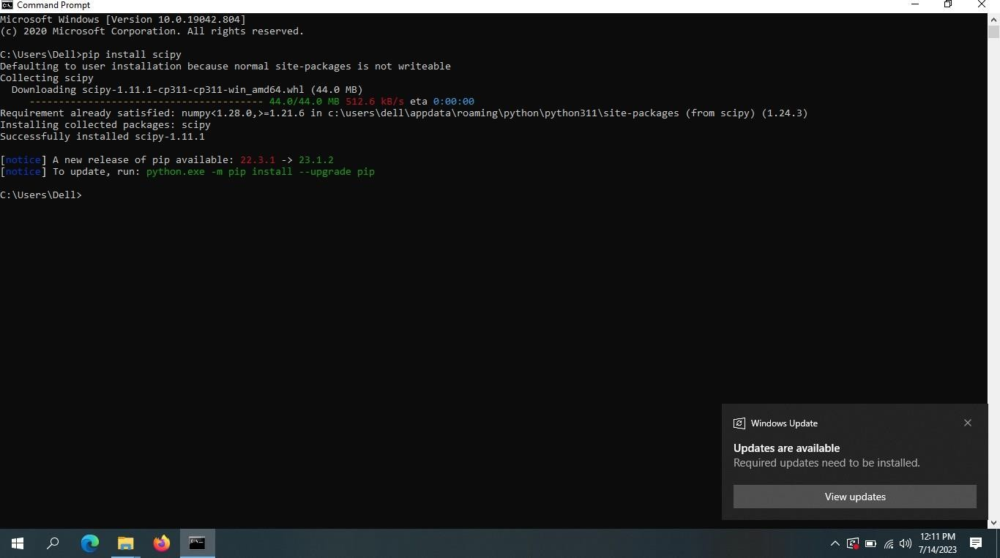 Command Prompt
Microsoft Windows [Version 10.0.19042.804]
(c) 2020 Microsoft Corporation. All rights reserved.
C:\Users\Dell>pip install scipy
Defaulting to user installation because normal site-packages is not writeable
Collecting scipy
Downloading scipy-1.11.1-cp311-cp311-win_amd64.whl (44.0 MB)
---------------------------------------- 44.0/44.0 MB 512.6 kB/s eta 0:00:00
Requirement already satisfied: numpy<1.28.0,>=1.21.6 in c:\users\dell\appdata\roaming\python\python311\site-packages (from scipy) (1.24.3)
Installing collected packages: scipy
Successfully installed scipy-1.11.1
[notice] A new release of pip available: 22.3.1 -> 23.1.2
[notice] To update, run: python.exe -m pip install --upgrade pip
C:\Users\Dell>
Windows Update
Updates are available
Required updates need to be installed.
View updates
12:11 PM
7/14/2023